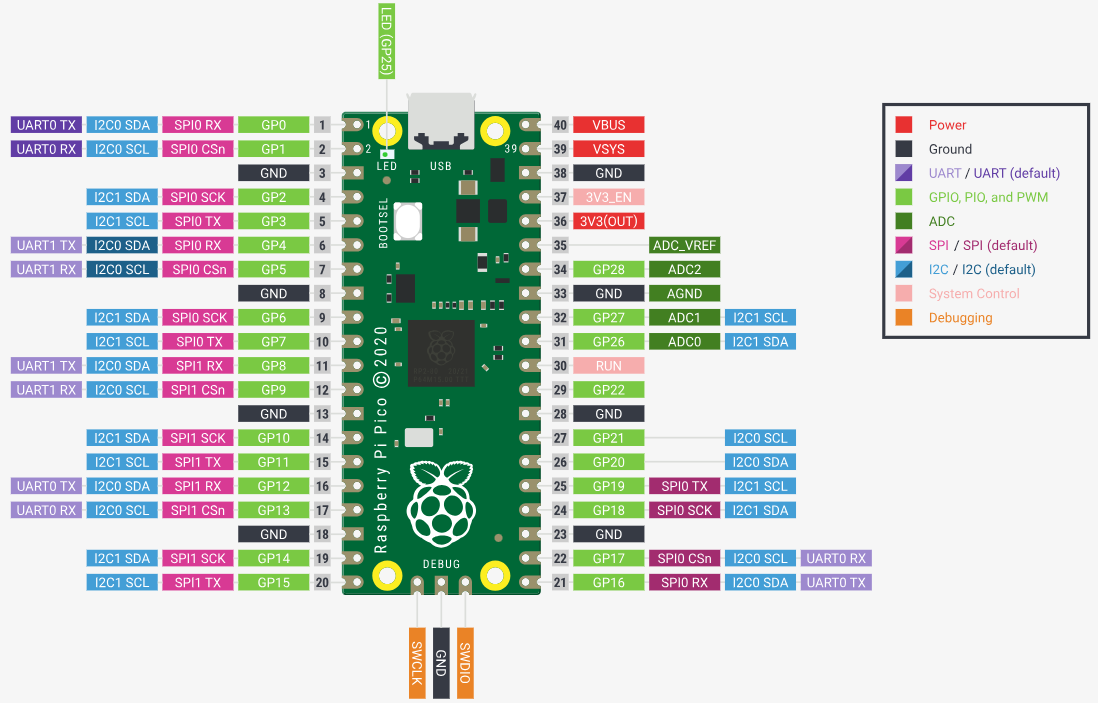 LED (GP25)
UART0 TX I2C0 SDA SPI0 RX GP0 1
UART0 RX I2C0 SCL SPI0 CSn GP1 2
GND 3
I2C1 SDA SPI0 SCK GP2 4
I2C1 SCL SPI0 TX GP3 5
UART1 TX I2C0 SDA SPI0 RX GP4 6
UART1 RX I2C0 SCL SPI0 CSn GP5 7
GND 8
I2C1 SDA SPI0 SCK GP6 9
I2C1 SCL SPI0 TX GP7 10
UART1 TX I2C0 SDA SPI1 RX GP8 11
UART1 RX I2C0 SCL SPI1 CSn GP9 12
GND 13
I2C1 SDA SPI1 SCK GP10 14
I2C1 SCL SPI1 TX GP11 15
UART0 TX I2C0 SDA SPI1 RX GP12 16
UART0 RX I2C0 SCL SPI1 CSn GP13 17
GND 18
I2C1 SDA SPI1 SCK GP14 19
I2C1 SCL SPI1 TX GP15 20
1
2
39
LED
USB
BOOTSEL
Raspberry Pi Pico © 2020
DEBUG
40 VBUS
39 VSYS
38 GND
37 3V3_EN
36 3V3(OUT)
35 ADC_VREF
34 GP28 ADC2
33 GND AGND
32 GP27 ADC1 I2C1 SCL
31 GP26 ADC0 I2C1 SDA
30 RUN
29 GP22
28 GND
27 GP21 I2C0 SCL
26 GP20 I2C0 SDA
25 GP19 SPI0 TX I2C1 SCL
24 GP18 SPI0 SCK I2C1 SDA
23 GND
22 GP17 SPI0 CSn I2C0 SCL UART0 RX
21 GP16 SPI0 RX I2C0 SDA UART0 TX
SWCLK
GND
SWDIO
Power
Ground
UART / UART (default)
GPIO, PIO, and PWM
ADC
SPI / SPI (default)
I2C / I2C (default)
System Control
Debugging